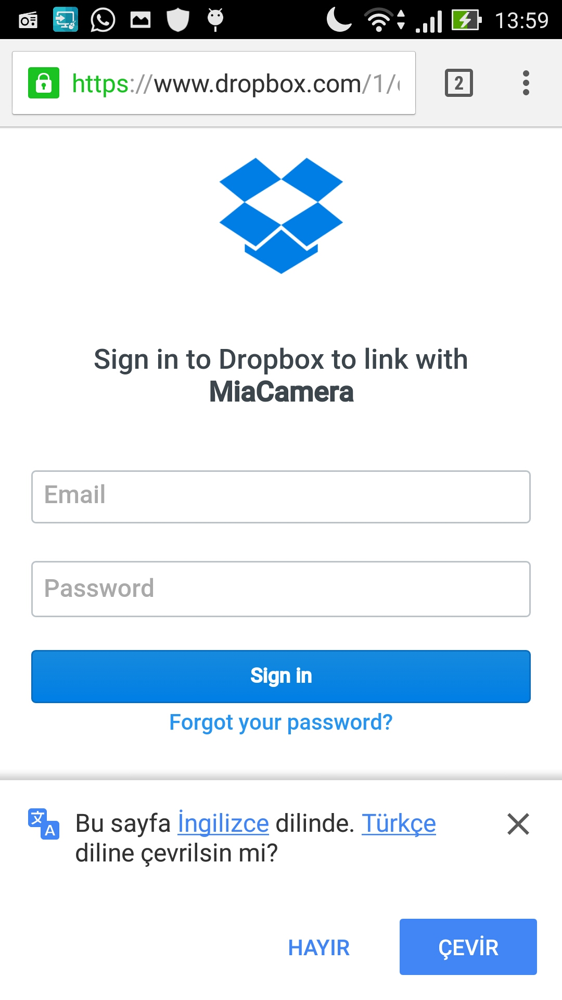 13:59
https://www.dropbox.com/1/
2
Sign in to Dropbox to link with
MiaCamera
Email
Password
Sign in
Forgot your password?
Bu sayfa İngilizce dilinde. Türkçe
diline çevrilsin mi?
HAYIR
ÇEVİR